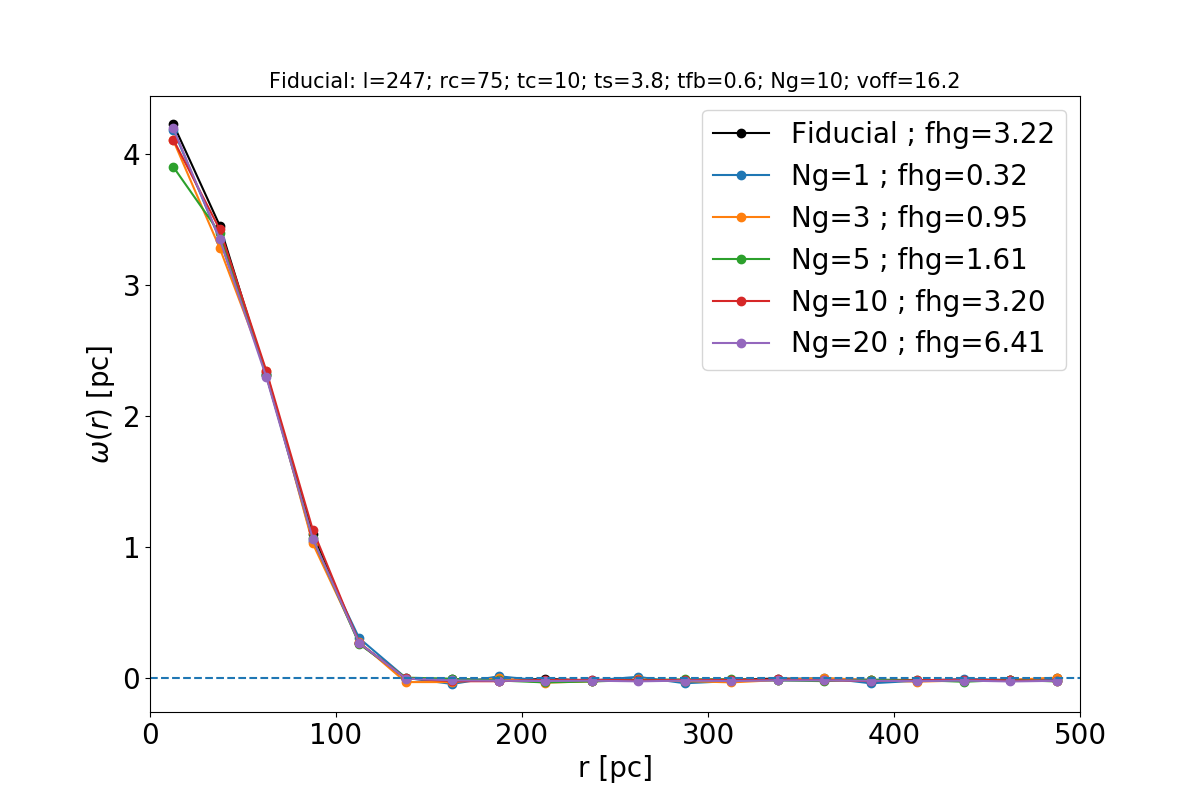 Fiducial: l=247; rc=75; tc=10; ts=3.8; tfb=0.6; Ng=10; voff=16.2
Fiducial ; fhg=3.22
Ng=1 ; fhg=0.32
Ng=3 ; fhg=0.95
Ng=5 ; fhg=1.61
Ng=10 ; fhg=3.20
Ng=20 ; fhg=6.41
ω(r) [pc]
4
3
2
1
0
0 100 200 300 400 500
r [pc]